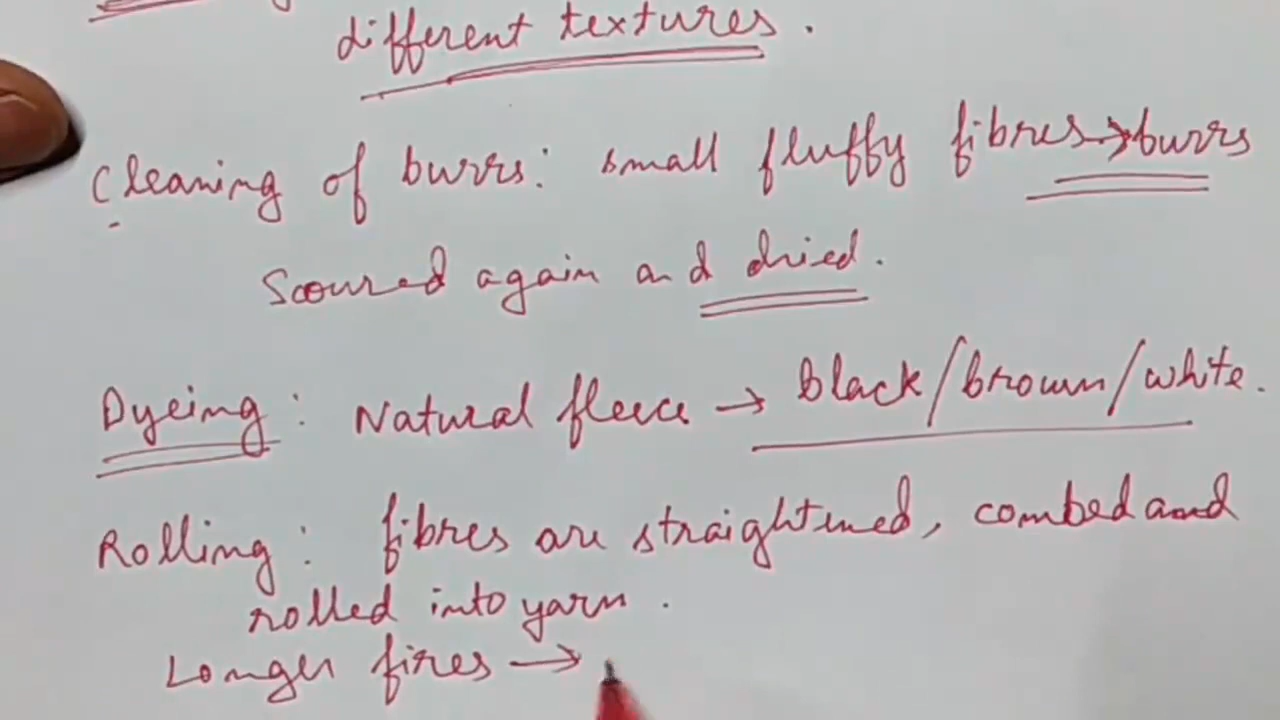 different textures.
Cleaning of burrs: small fluffy fibres → burrs
Scoured again and dried.
Dyeing: Natural fleece → black/brown/white.
Rolling: fibres are straightened, combed and
rolled into yarn.
Longer fires →